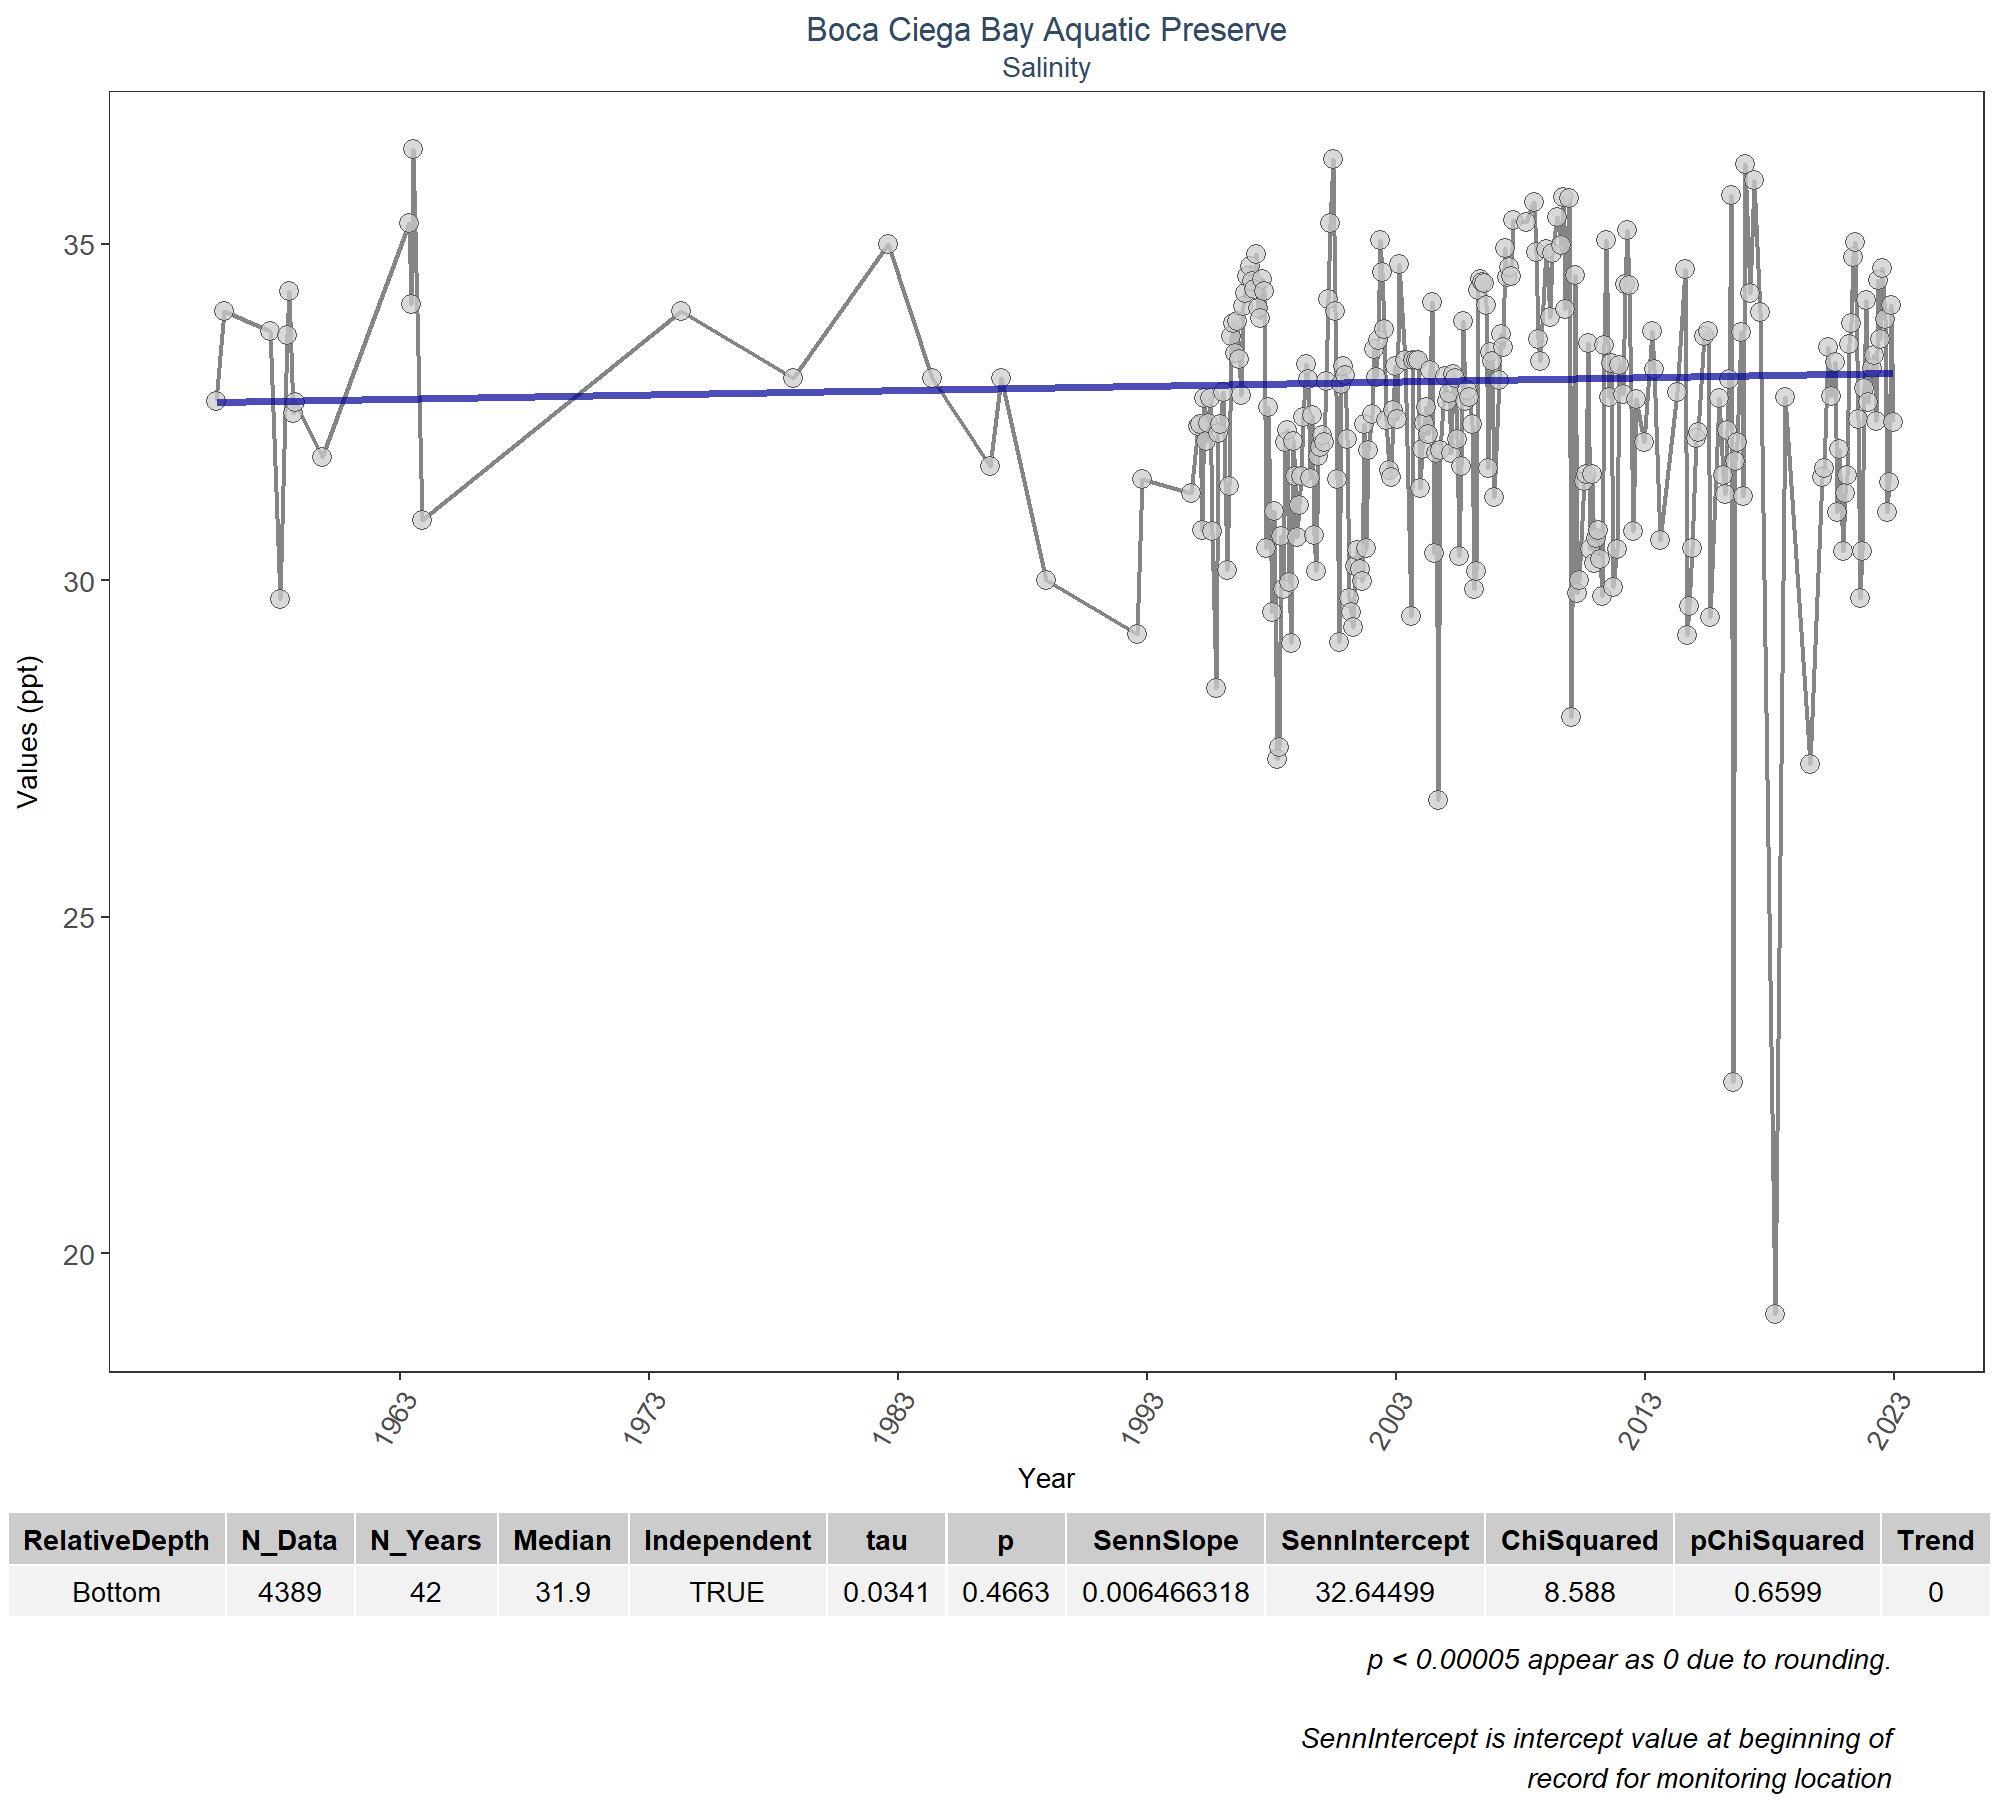 Boca Ciega Bay Aquatic Preserve
Salinity
35
30
25
20
Values (ppt)
1963
1973
1983
1993
2003
2013
2023
Year
RelativeDepth N_Data N_Years Median Independent tau p SennSlope SennIntercept ChiSquared pChiSquared Trend
Bottom 4389 42 31.9 TRUE 0.0341 0.4663 0.006466318 32.64499 8.588 0.6599 0
p < 0.00005 appear as 0 due to rounding.
SennIntercept is intercept value at beginning of
record for monitoring location